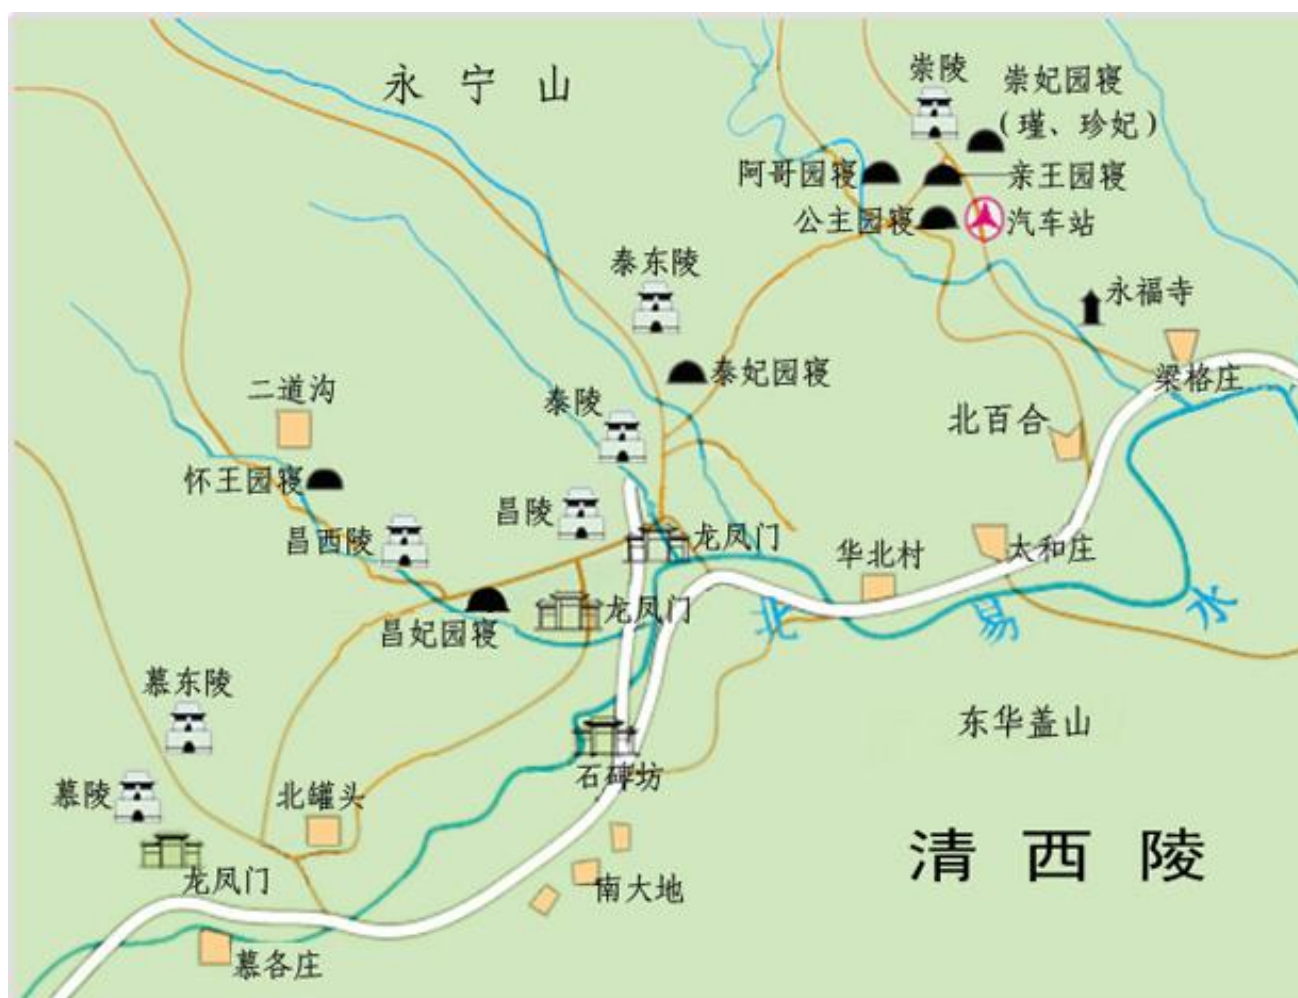 永宁山
崇陵
崇妃园寝
(瑾、珍妃)
阿哥园寝
亲王园寝
公主园寝
汽车站
泰东陵
永福寺
泰妃园寝
梁格庄
二道沟
泰陵
北百合
怀王园寝
昌陵
昌西陵
龙凤门
华北村
太和庄
龙凤门
北易水
昌妃园寝
慕东陵
东华盖山
石碑坊
慕陵
北罐头
清西陵
龙凤门
南大地
慕各庄